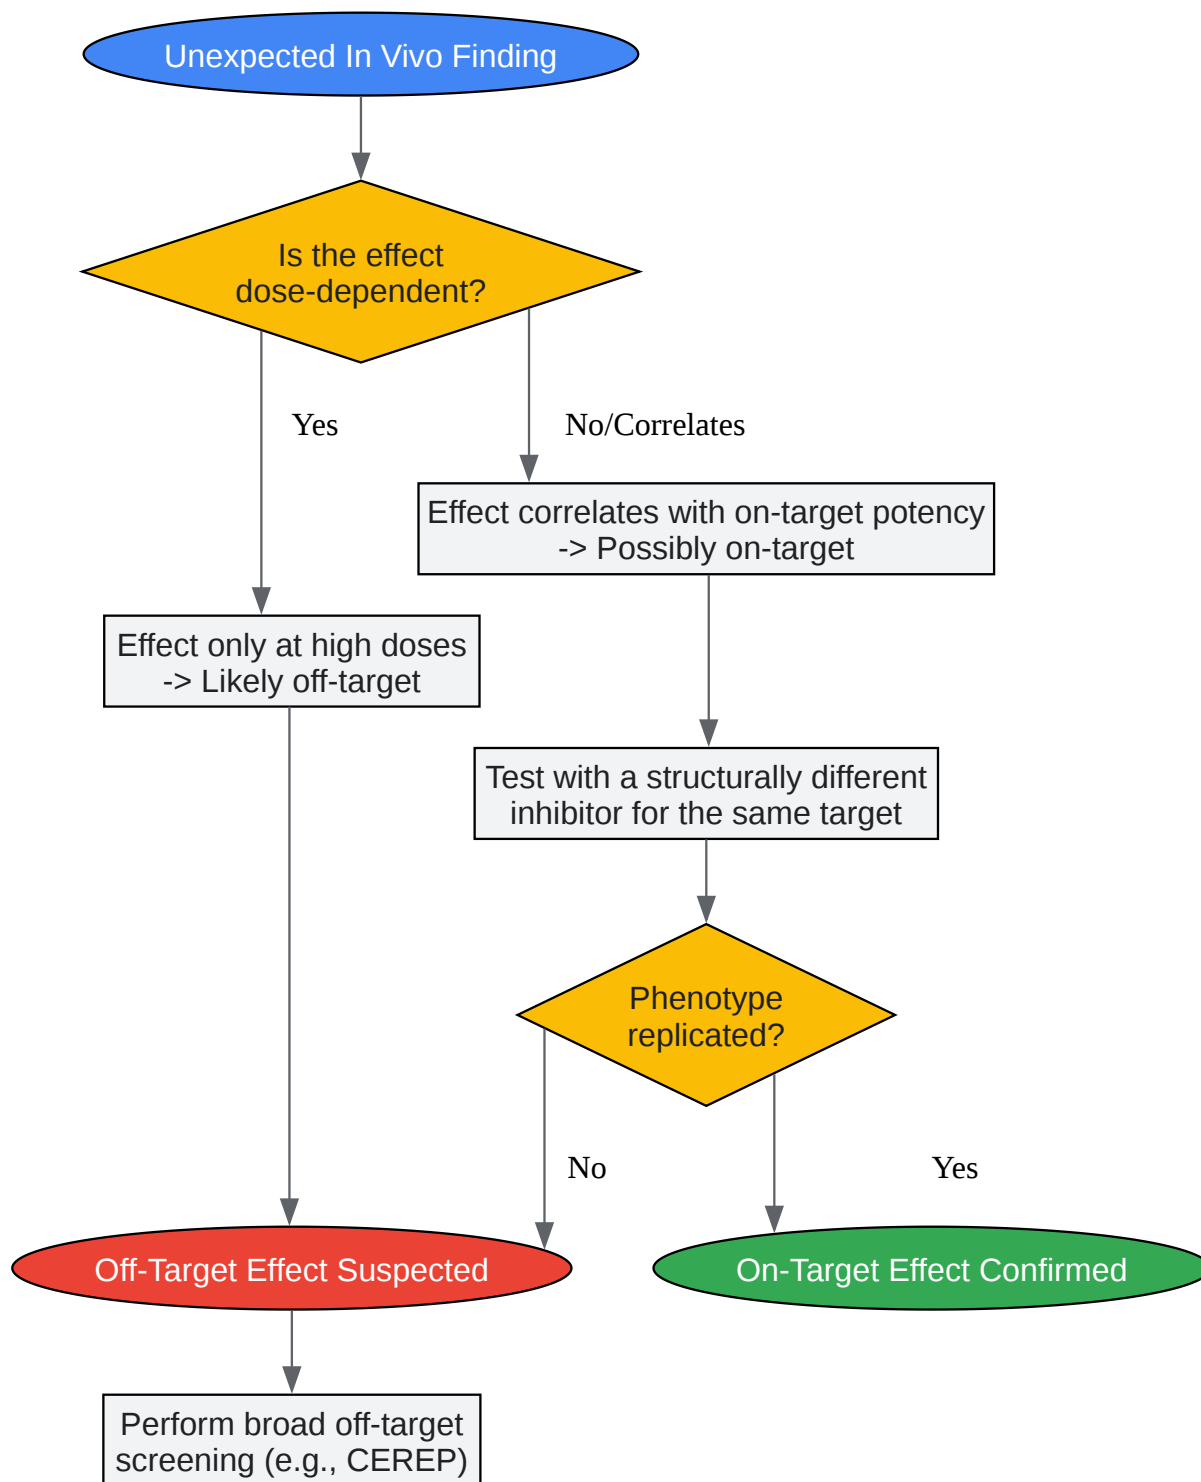 Unexpected In Vivo Finding
Is the effect
dose-dependent?
Yes
No/Correlates
Effect correlates with on-target potency
-> Possibly on-target
Effect only at high doses
-> Likely off-target
Test with a structurally different
inhibitor for the same target
Phenotype
replicated?
No
Yes
Off-Target Effect Suspected
On-Target Effect Confirmed
Perform broad off-target
screening (e.g., CEREP)